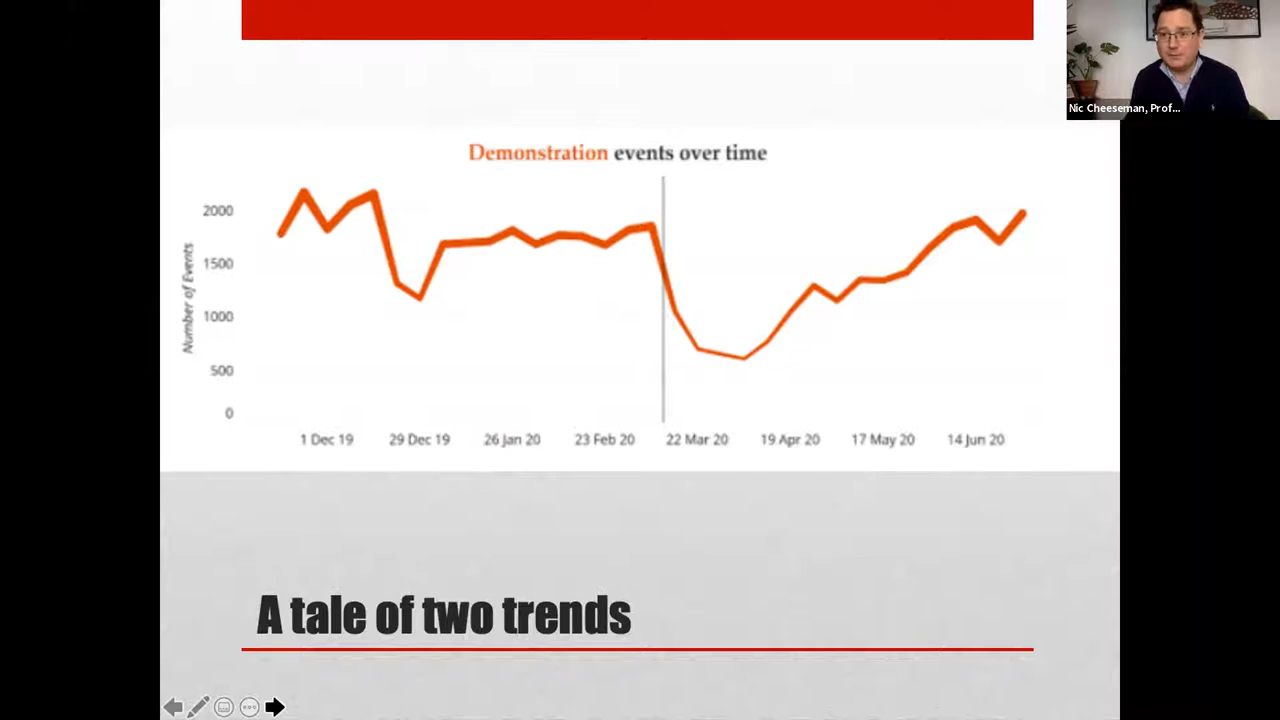 Nic Cheeseman, Prof...
Demonstration events over time
Number of Events
2000
1500
1000
500
0
1 Dec 19
29 Dec 19
26 Jan 20
23 Feb 20
22 Mar 20
19 Apr 20
17 May 20
14 Jun 20
A tale of two trends